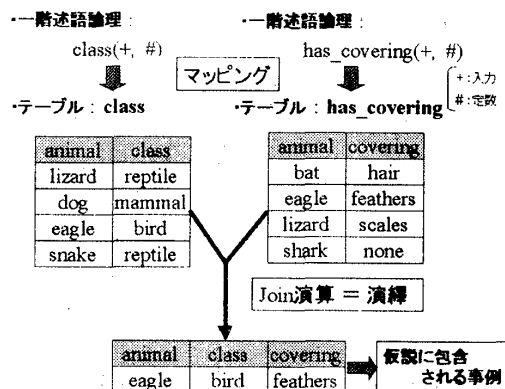 ・一階述語論理：
class(+, #)
・一階述語論理：
has_covering(+, #)
マッピング
+:入力
#:定数
・テーブル：class
・テーブル：has_covering
animal class
lizard reptile
dog mammal
eagle bird
snake reptile
animal covering
bat hair
eagle feathers
lizard scales
shark none
Join演算 ＝ 演繹
animal class covering
eagle bird feathers
仮説に包含
される事例